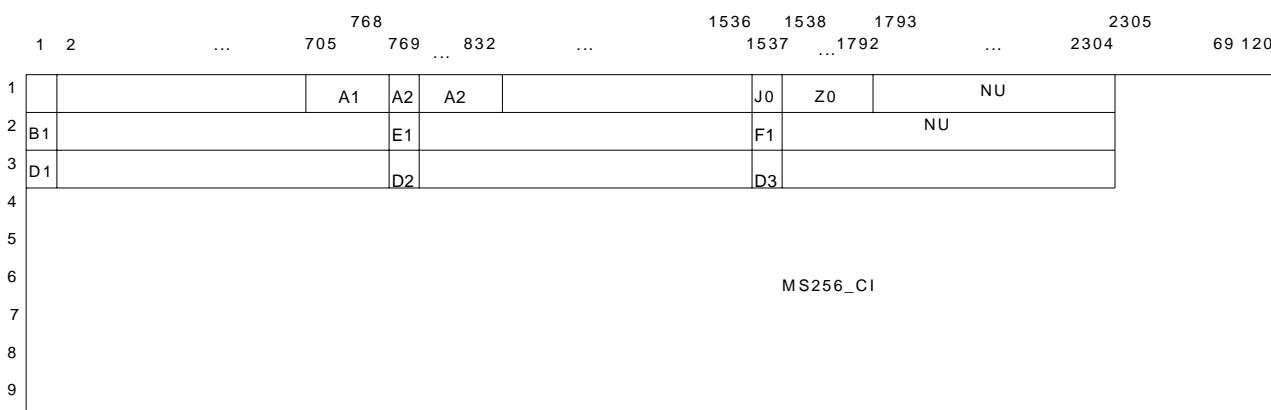 768 1536 1538 1793 2305
1 2 ... 705 769 ... 832 ... 1537 ... 1792 ... 2304 69 120
1 A1 A2 A2 J0 Z0 NU
2 B1 E1 F1 NU
3 D1 D2 D3
4
5
6 MS256_CI
7
8
9